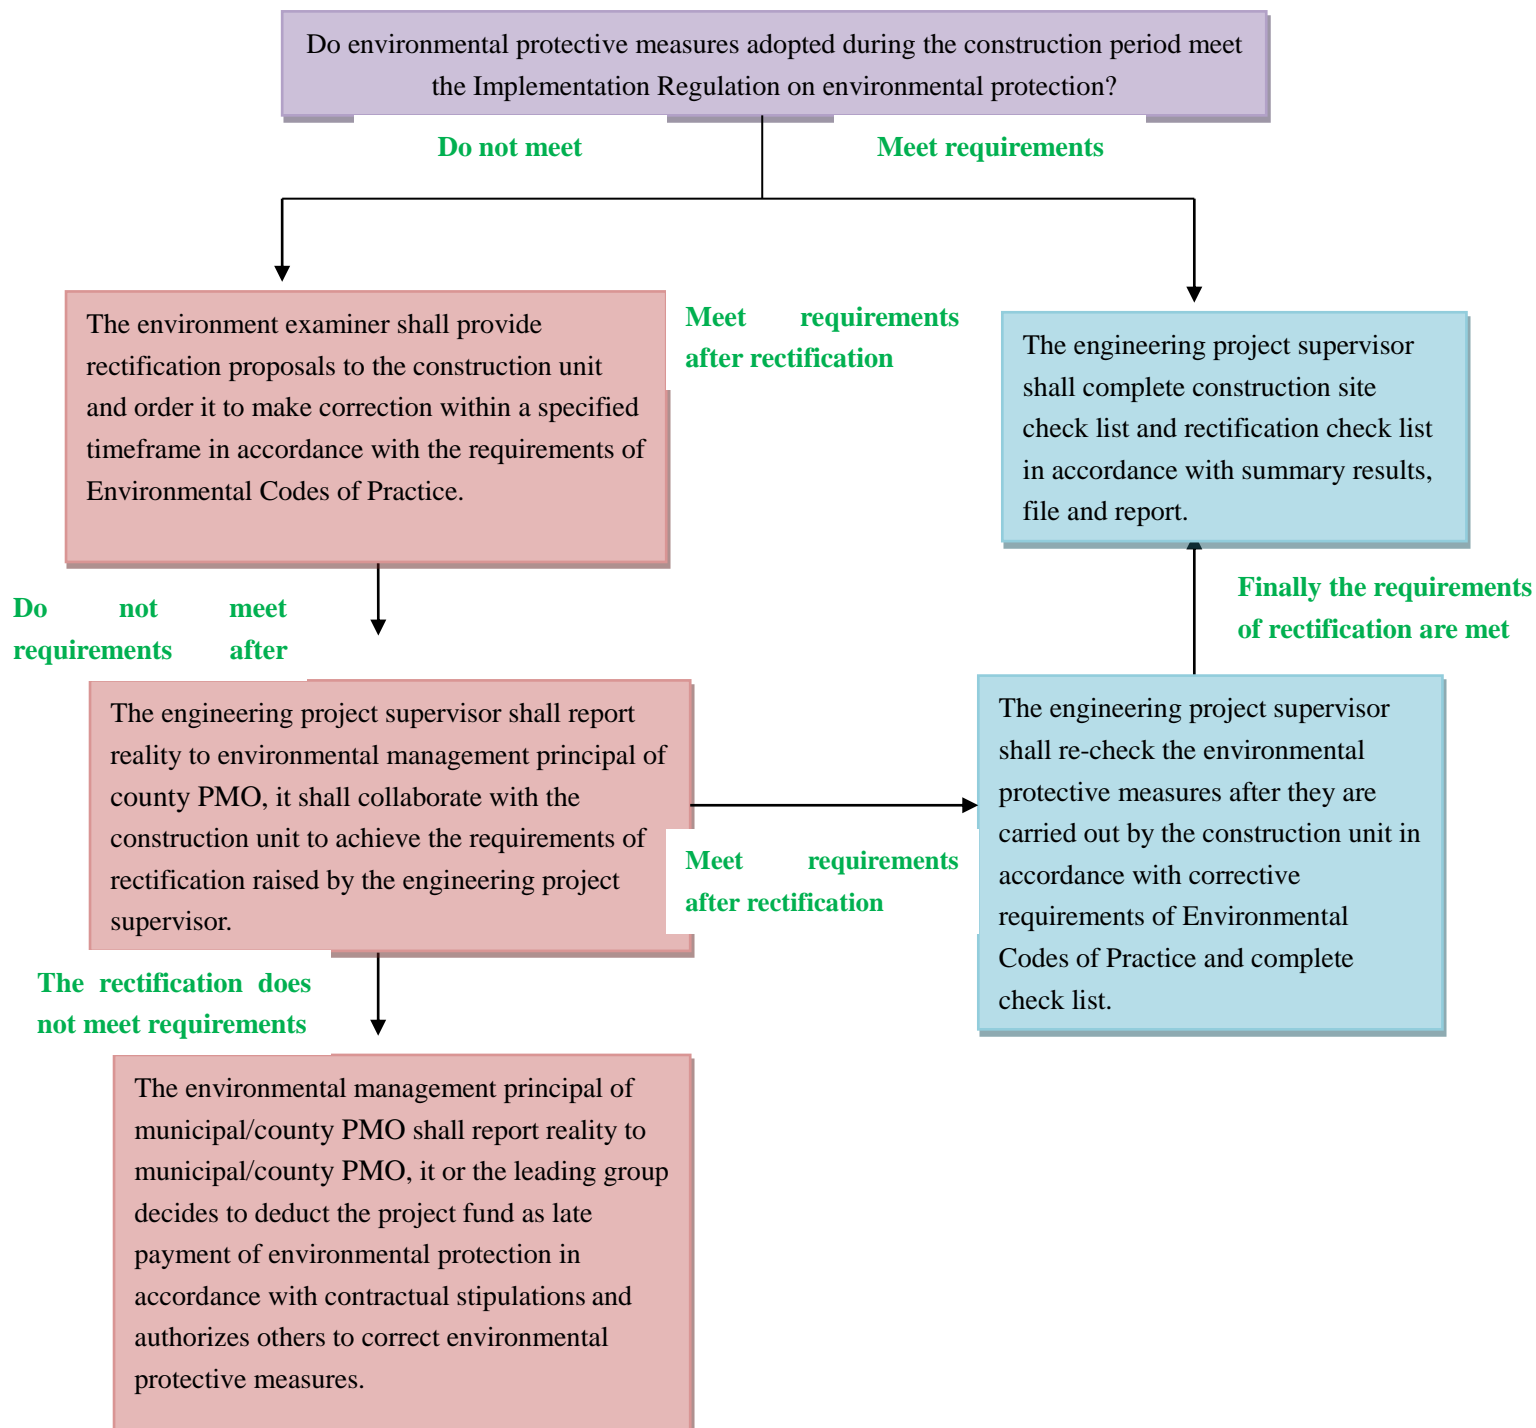 Do environmental protective measures adopted during the construction period meet
the Implementation Regulation on environmental protection?
Do not meet
Meet requirements
The environment examiner shall provide
rectification proposals to the construction unit
and order it to make correction within a specified
timeframe in accordance with the requirements of
Environmental Codes of Practice.
Meet requirements
after rectification
The engineering project supervisor
shall complete construction site
check list and rectification check list
in accordance with summary results,
file and report.
Do not meet
requirements after
Finally the requirements
of rectification are met
The engineering project supervisor shall report
reality to environmental management principal of
county PMO, it shall collaborate with the
construction unit to achieve the requirements of
rectification raised by the engineering project
supervisor.
Meet requirements
after rectification
The engineering project supervisor
shall re-check the environmental
protective measures after they are
carried out by the construction unit in
accordance with corrective
requirements of Environmental
Codes of Practice and complete
check list.
The rectification does
not meet requirements
The environmental management principal of
municipal/county PMO shall report reality to
municipal/county PMO, it or the leading group
decides to deduct the project fund as late
payment of environmental protection in
accordance with contractual stipulations and
authorizes others to correct environmental
protective measures.